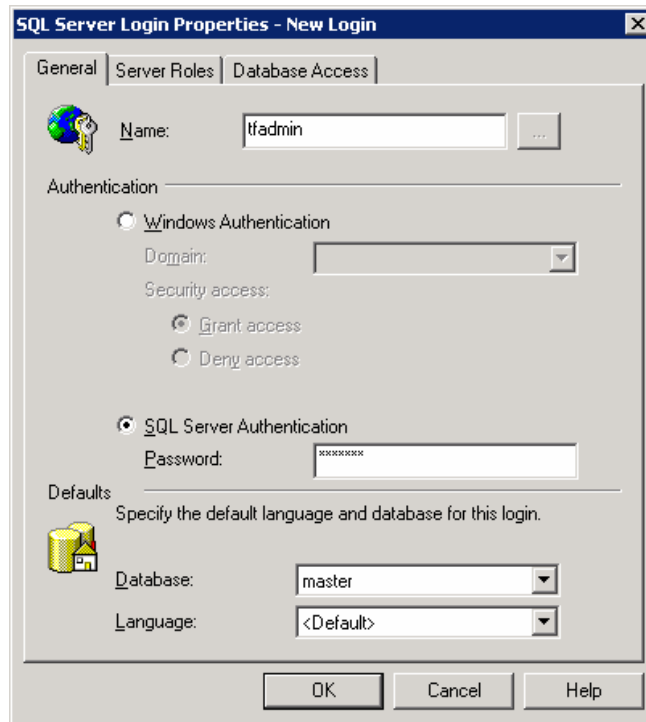 SQL Server Login Properties - New Login
General Server Roles Database Access
Name: tfadmin ...
Authentication
Windows Authentication
Domain:
Security access:
Grant access
Deny access
SQL Server Authentication
Password: *******
Defaults
Specify the default language and database for this login.
Database: master
Language: <Default>
OK Cancel Help